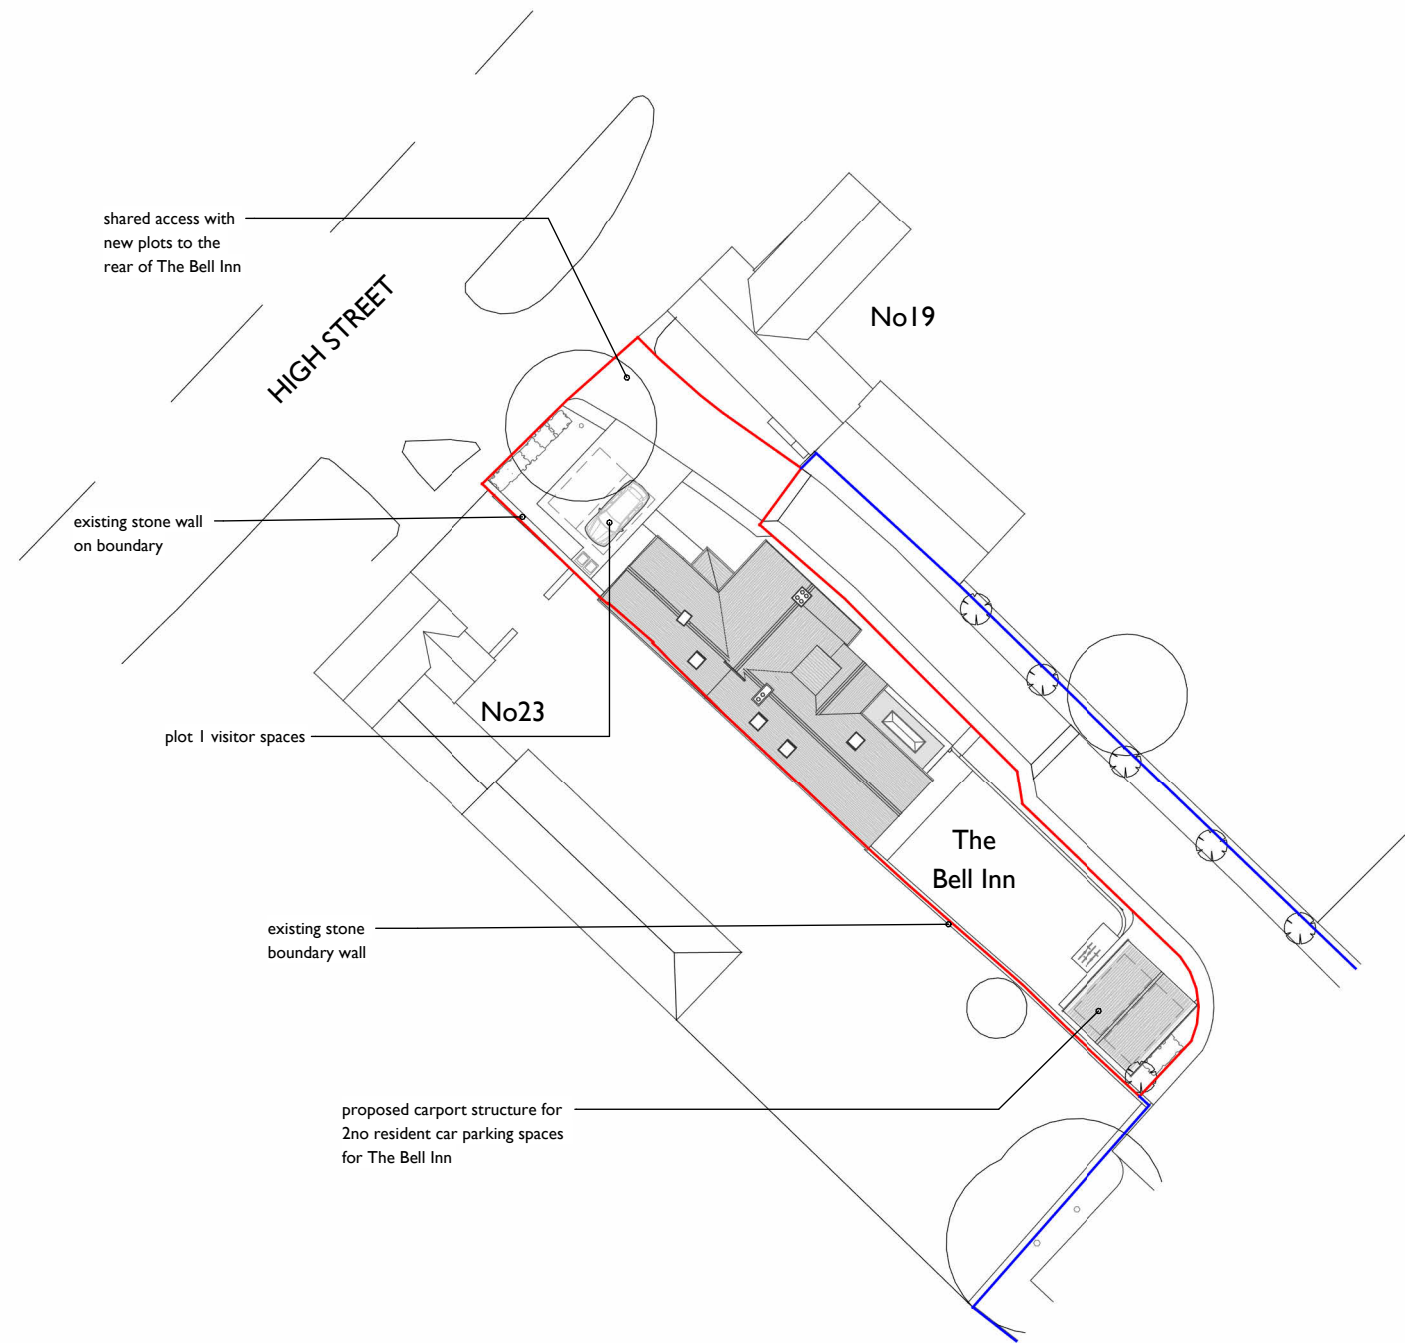 shared access with
new plots to the
rear of The Bell Inn
HIGH STREET
No19
existing stone wall
on boundary
No23
plot 1 visitor spaces
The
Bell Inn
existing stone
boundary wall
proposed carport structure for
2no resident car parking spaces
for The Bell Inn